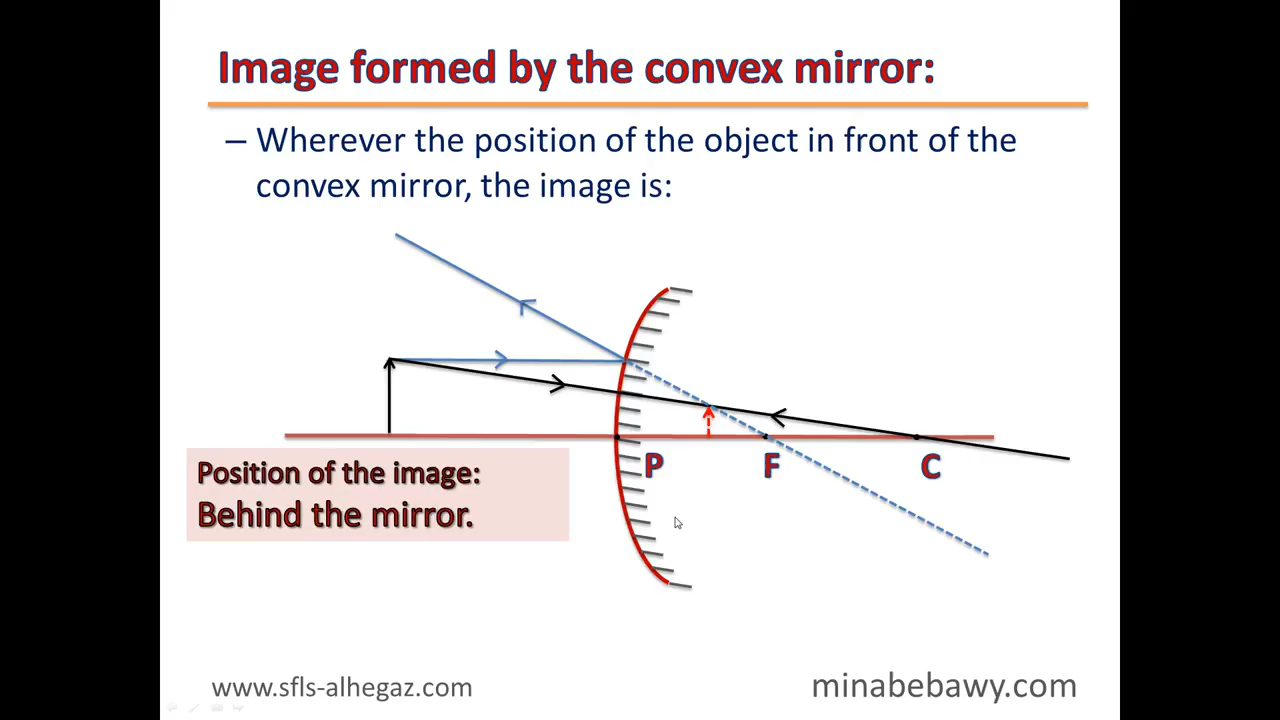 Image formed by the convex mirror:
– Wherever the position of the object in front of the
convex mirror, the image is:
P F C
Position of the image:
Behind the mirror.
www.sfls-alhegaz.com minabebawy.com